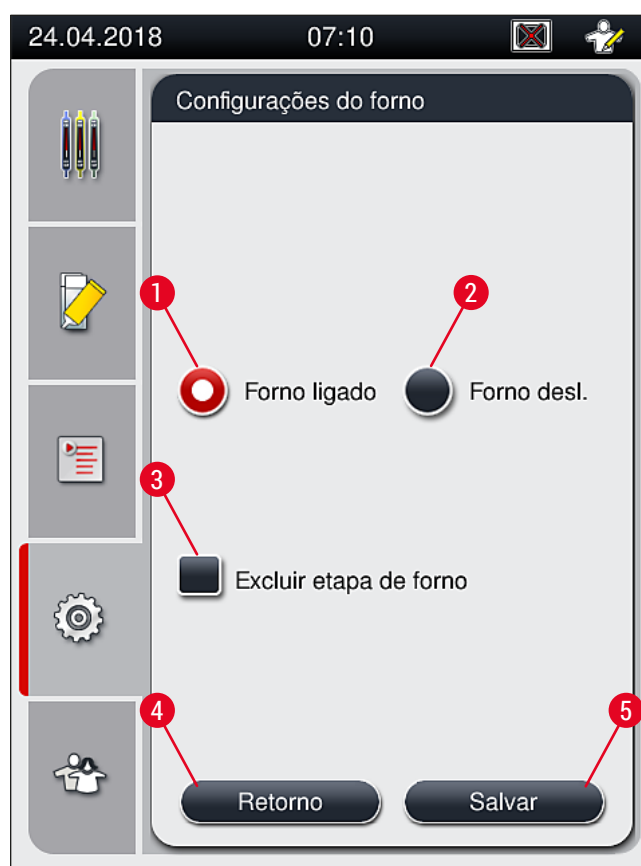 24.04.2018 07:10
Configurações do forno
1 2
Forno ligado Forno desl.
3
Excluir etapa de forno
4 5
Retorno Salvar